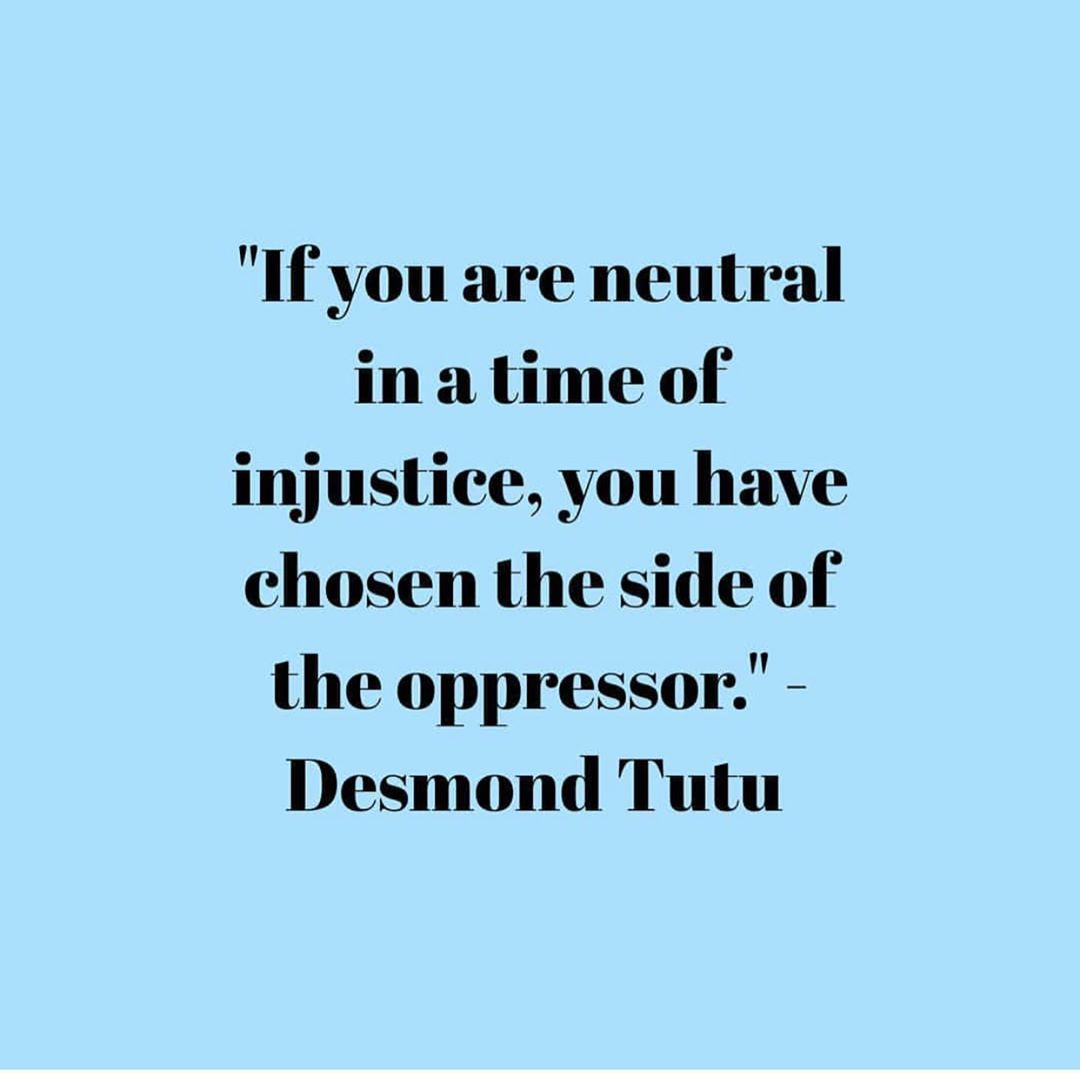 "If you are neutral
in a time of
injustice, you have
chosen the side of
the oppressor." -
Desmond Tutu